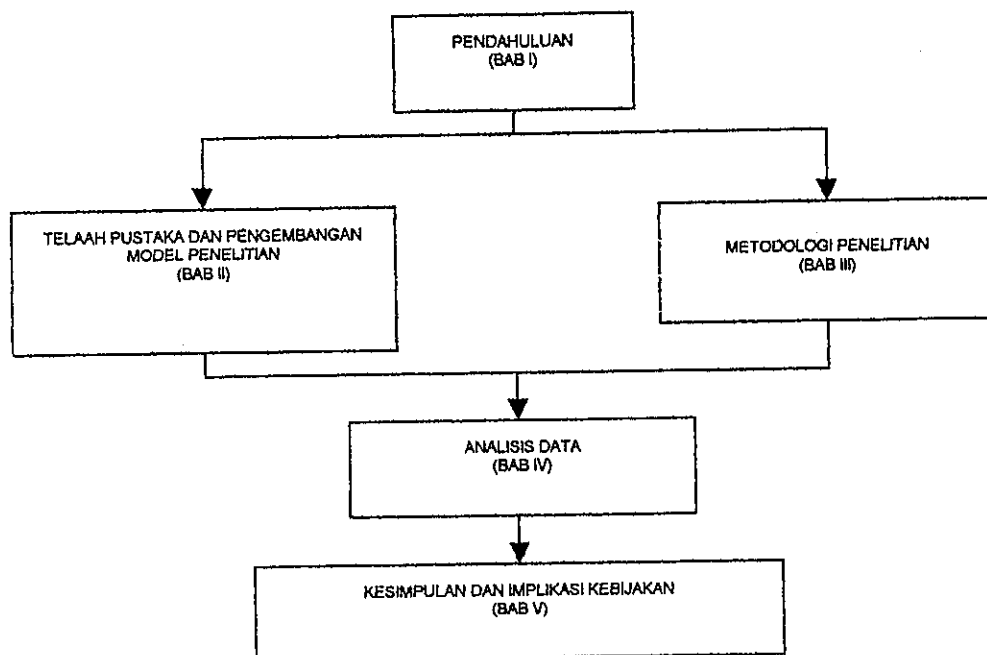 PENDAHULUAN
(BAB I)
TELAAH PUSTAKA DAN PENGEMBANGAN
MODEL PENELITIAN
(BAB II)
METODOLOGI PENELITIAN
(BAB III)
ANALISIS DATA
(BAB IV)
KESIMPULAN DAN IMPLIKASI KEBIJAKAN
(BAB V)